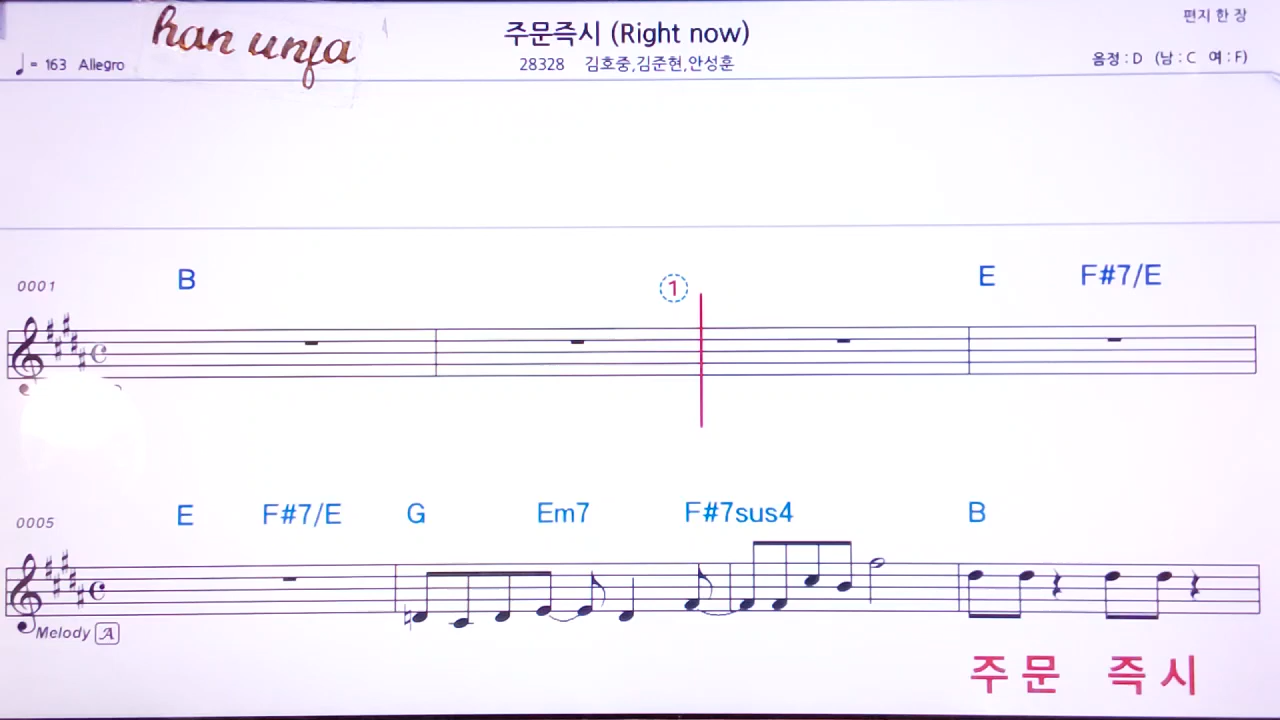 편지 한 장
han unfa
주문즉시 (Right now)
♩= 163 Allegro
28328 김호중,김준현,안성훈
음정 : D (남 : C 여 : F)
0001
B
1
E F#7/E
0005
E F#7/E G Em7 F#7sus4 B
Melody A
주 문 즉 시